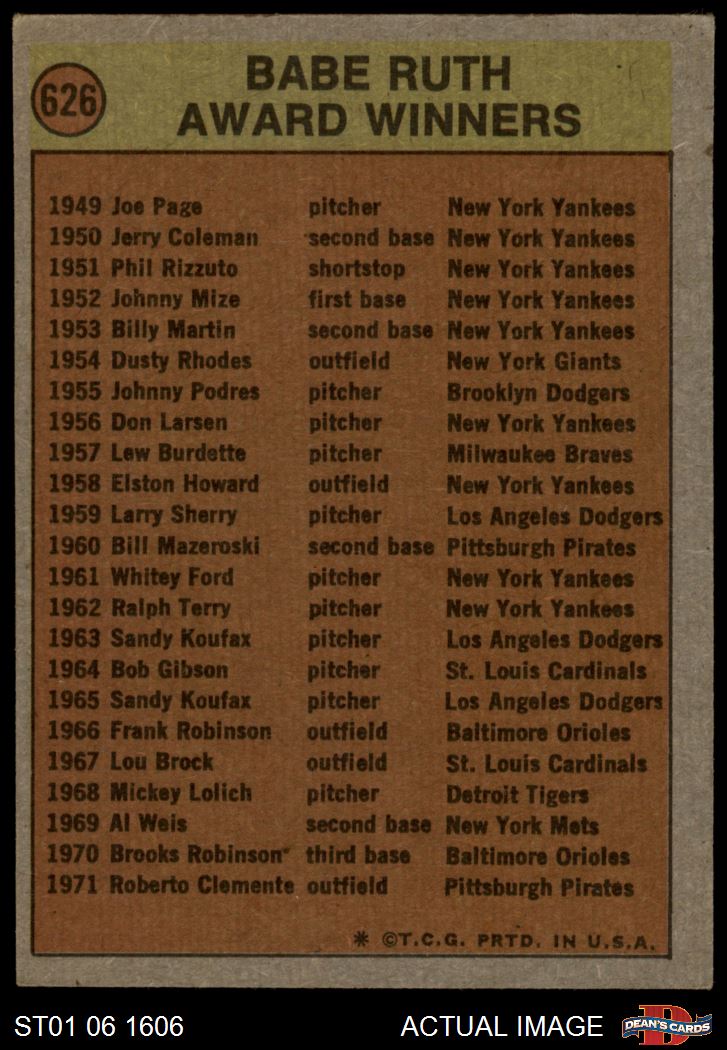 626
BABE RUTH
AWARD WINNERS
1949 Joe Page pitcher New York Yankees
1950 Jerry Coleman second base New York Yankees
1951 Phil Rizzuto shortstop New York Yankees
1952 Johnny Mize first base New York Yankees
1953 Billy Martin second base New York Yankees
1954 Dusty Rhodes outfield New York Giants
1955 Johnny Podres pitcher Brooklyn Dodgers
1956 Don Larsen pitcher New York Yankees
1957 Lew Burdette pitcher Milwaukee Braves
1958 Elston Howard outfield New York Yankees
1959 Larry Sherry pitcher Los Angeles Dodgers
1960 Bill Mazeroski second base Pittsburgh Pirates
1961 Whitey Ford pitcher New York Yankees
1962 Ralph Terry pitcher New York Yankees
1963 Sandy Koufax pitcher Los Angeles Dodgers
1964 Bob Gibson pitcher St. Louis Cardinals
1965 Sandy Koufax pitcher Los Angeles Dodgers
1966 Frank Robinson outfield Baltimore Orioles
1967 Lou Brock outfield St. Louis Cardinals
1968 Mickey Lolich pitcher Detroit Tigers
1969 Al Weis second base New York Mets
1970 Brooks Robinson third base Baltimore Orioles
1971 Roberto Clemente outfield Pittsburgh Pirates
* ©T.C.G. PRTD. IN U.S.A.
ST01 06 1606 ACTUAL IMAGE D DEAN'S CARDS